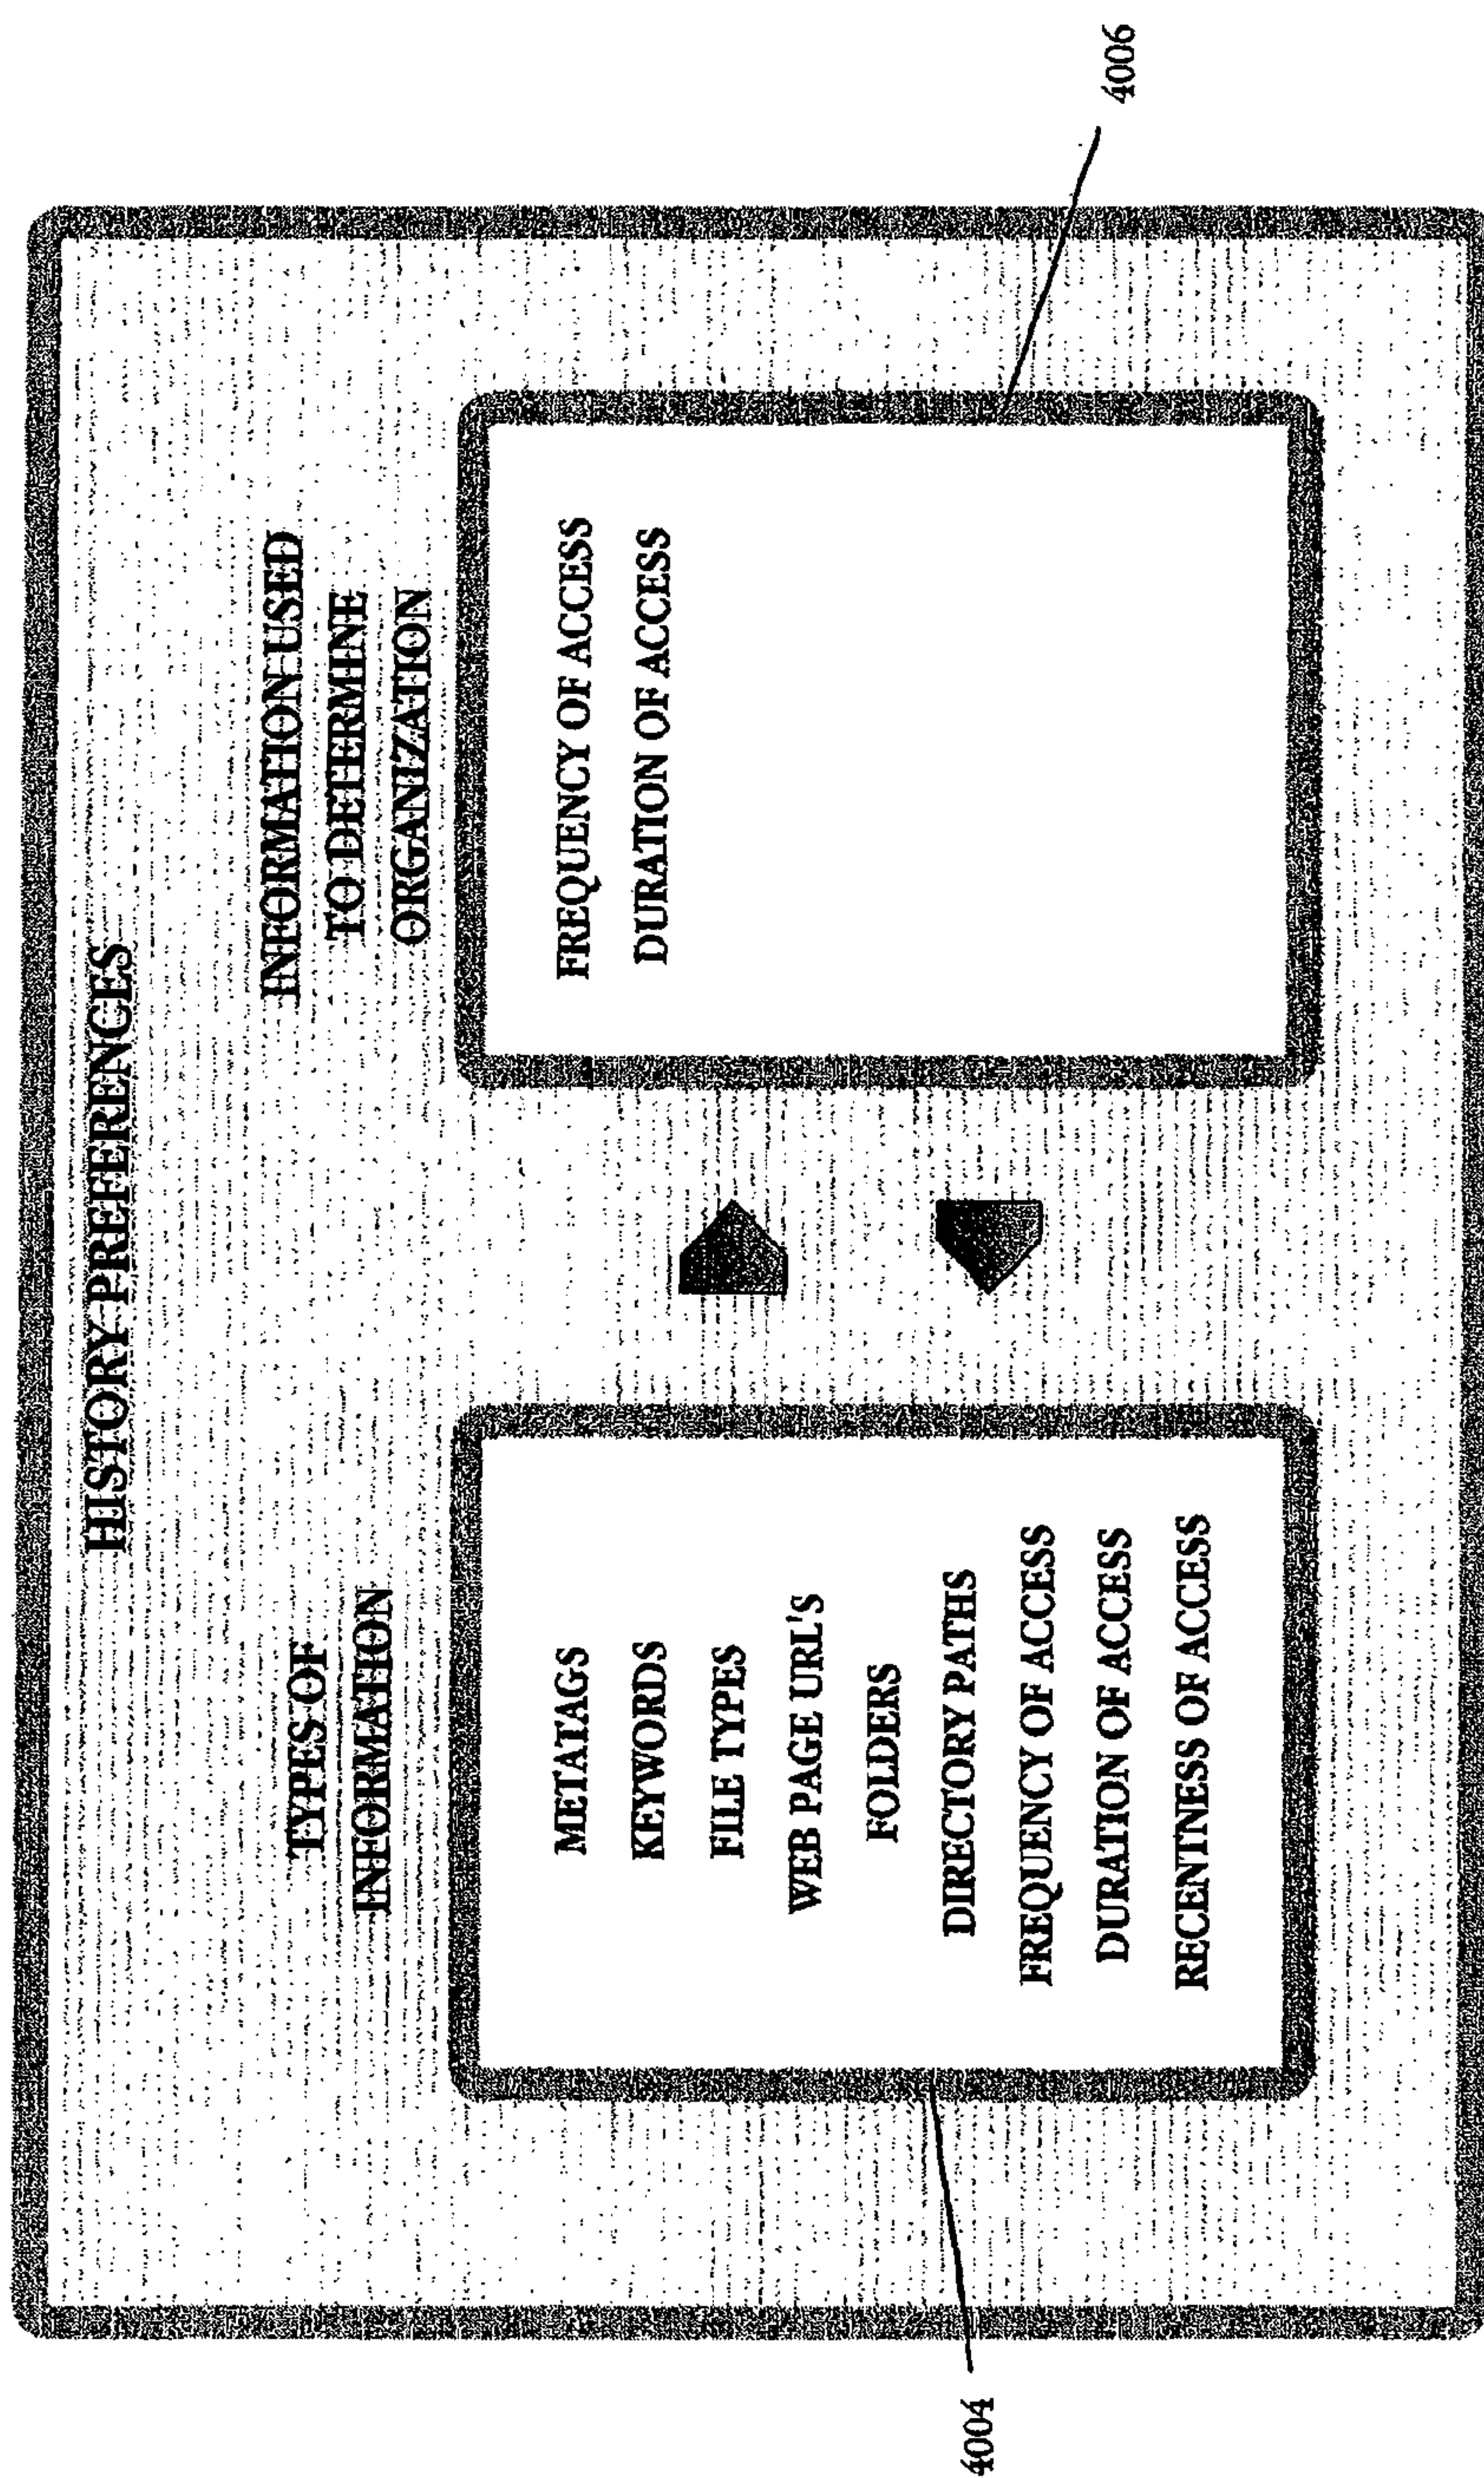 HISTORY PREFERENCES
TYPES OF
INFORMATION
METATAGS
KEYWORDS
FILE TYPES
WEB PAGE URL'S
FOLDERS
DIRECTORY PATHS
FREQUENCY OF ACCESS
DURATION OF ACCESS
RECENTNESS OF ACCESS
4004
INFORMATION USED
TO DETERMINE
ORGANIZATION
FREQUENCY OF ACCESS
DURATION OF ACCESS
4006